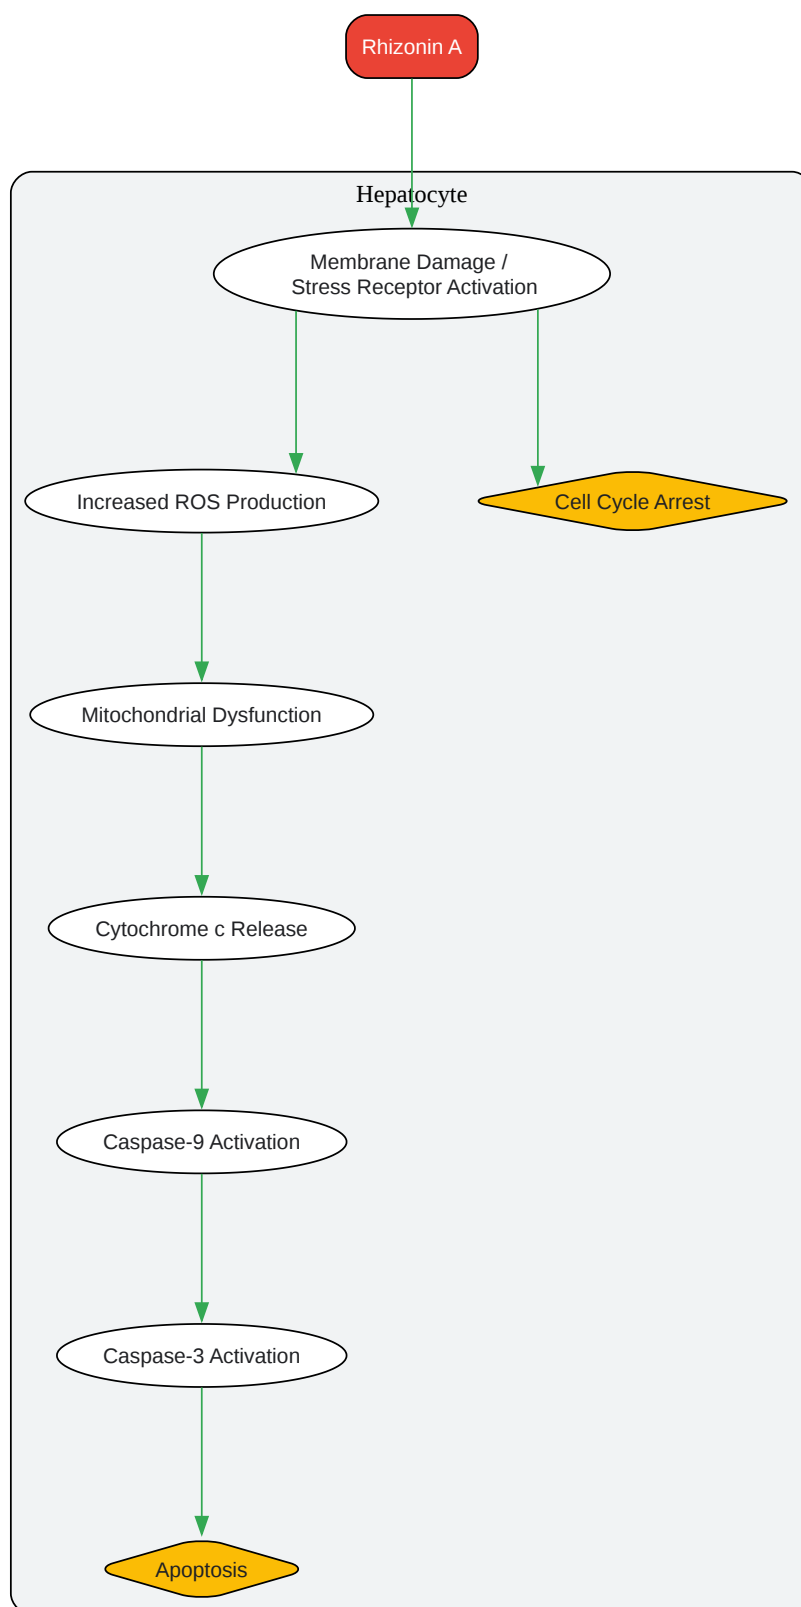 Rhizonin A
Hepatocyte
Membrane Damage /
Stress Receptor Activation
Increased ROS Production
Cell Cycle Arrest
Mitochondrial Dysfunction
Cytochrome c Release
Caspase-9 Activation
Caspase-3 Activation
Apoptosis